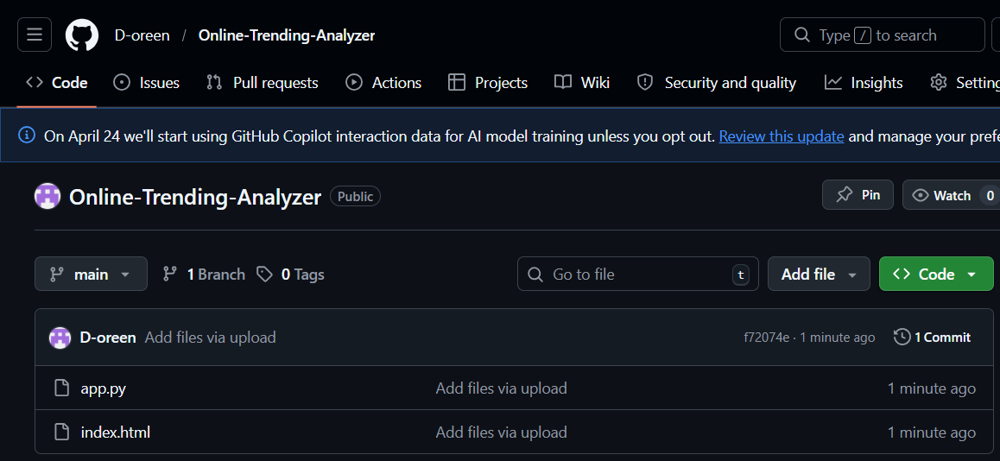 D-oreen / Online-Trending-Analyzer Type / to search
Code Issues Pull requests Actions Projects Wiki Security and quality Insights Setting
On April 24 we'll start using GitHub Copilot interaction data for AI model training unless you opt out. Review this update and manage your prefe
Online-Trending-Analyzer Public Pin Watch 0
main 1 Branch 0 Tags Go to file t Add file Code
D-oreen Add files via upload f72074e · 1 minute ago 1 Commit
app.py Add files via upload 1 minute ago
index.html Add files via upload 1 minute ago